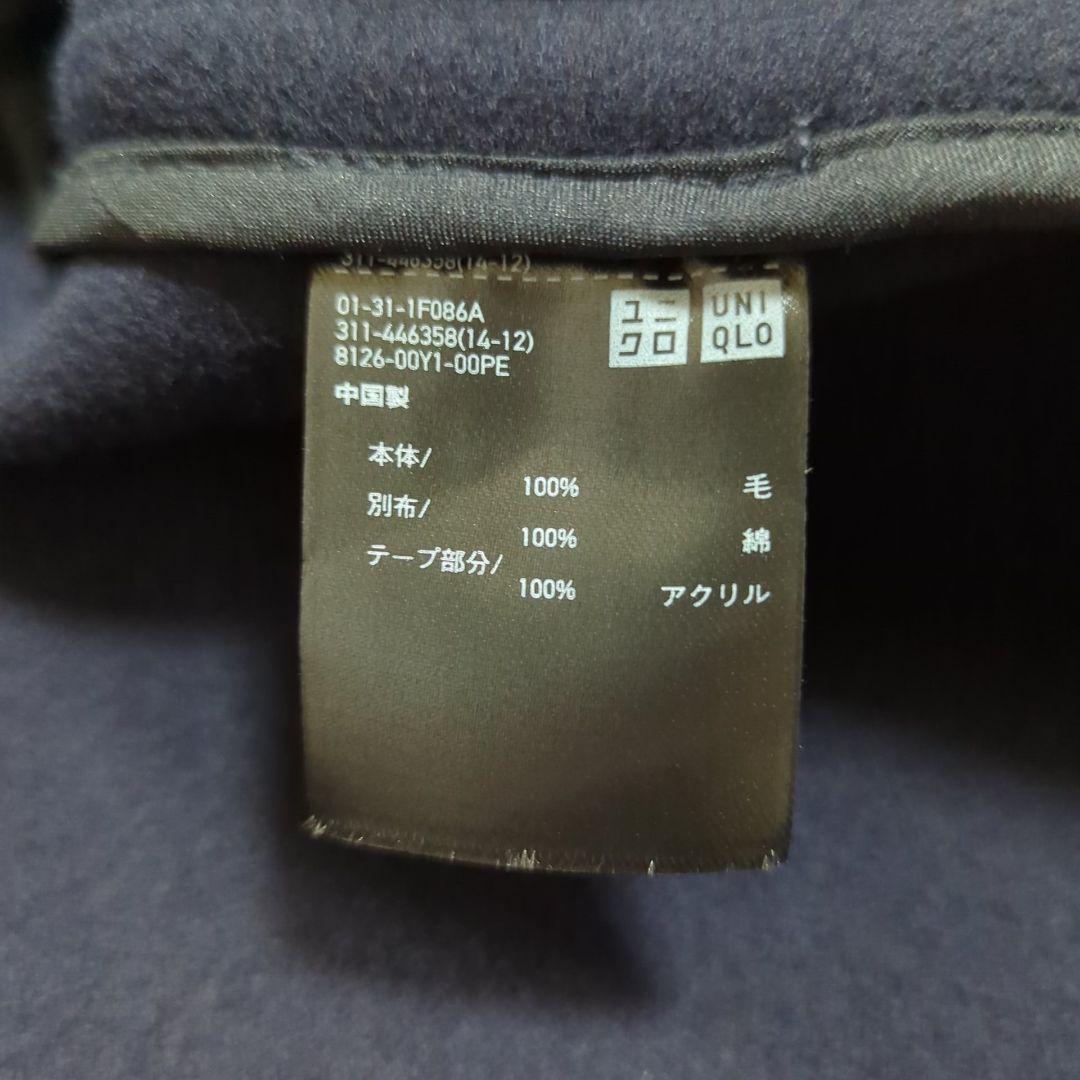 311-446358(14-12)
01-31-1F086A
311-446358(14-12)
8126-00Y1-00PE
中国製
ユニ
クロ
UNI
QLO
本体/
100% 毛
別布/
100% 綿
テープ部分/
100% アクリル